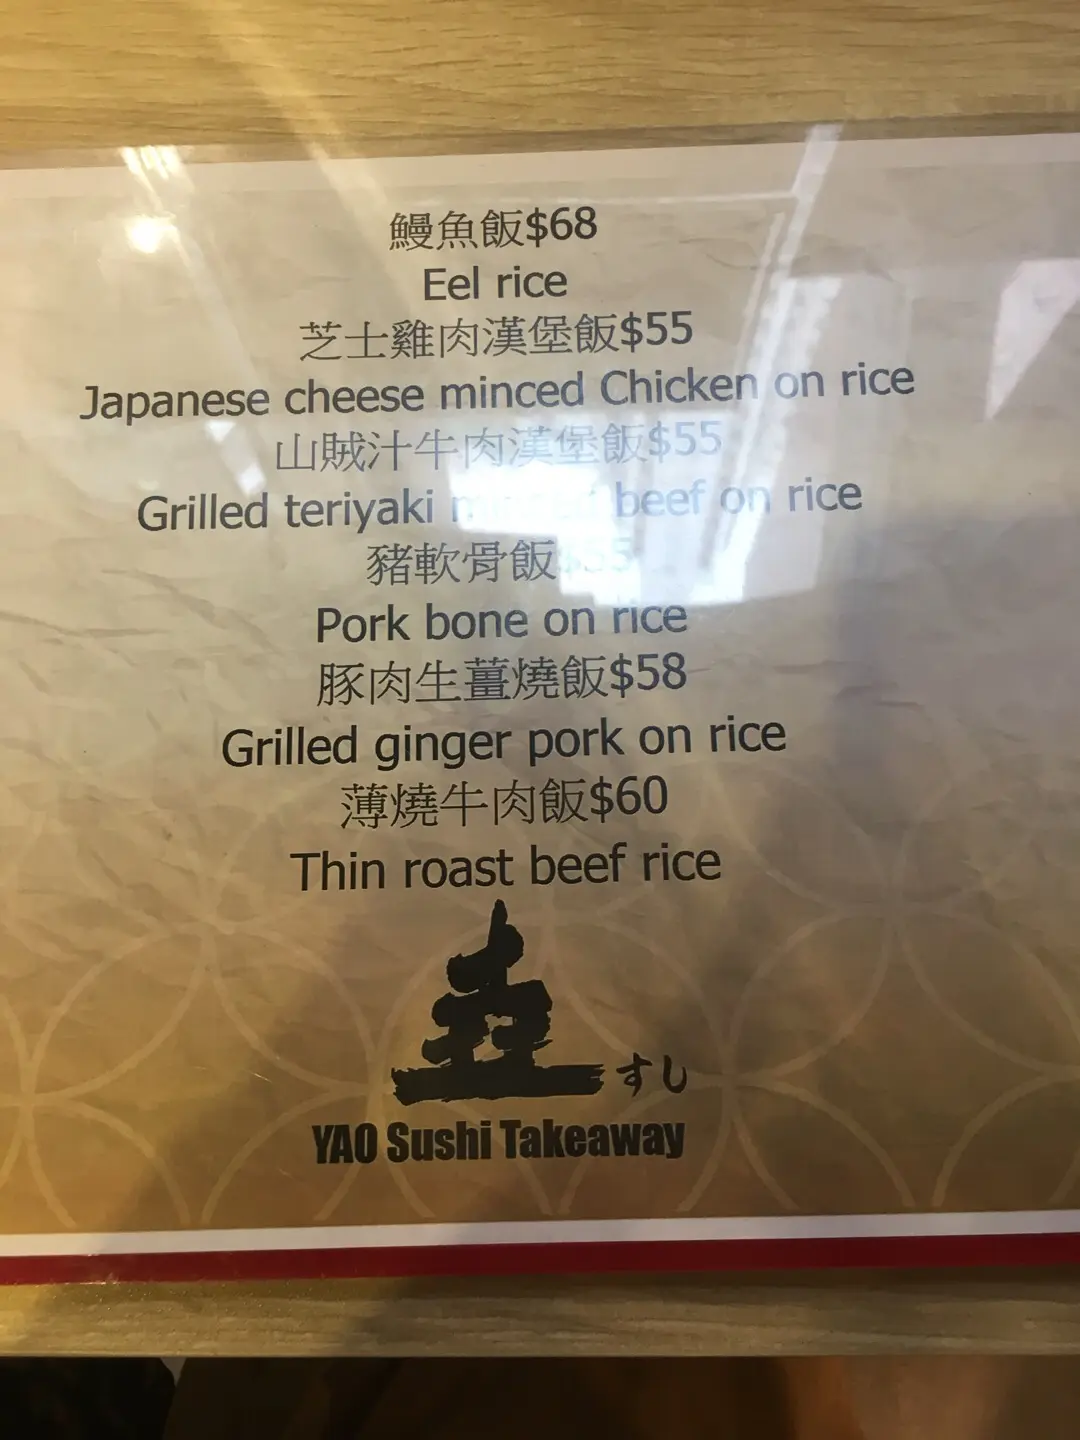 鰻魚飯$68
Eel rice
芝士雞肉漢堡飯$55
Japanese cheese minced Chicken on rice
山賊汁牛肉漢堡飯$55
Grilled teriyaki minced beef on rice
豬軟骨飯$55
Pork bone on rice
豚肉生薑燒飯$58
Grilled ginger pork on rice
薄燒牛肉飯$60
Thin roast beef rice
すし
YAO Sushi Takeaway